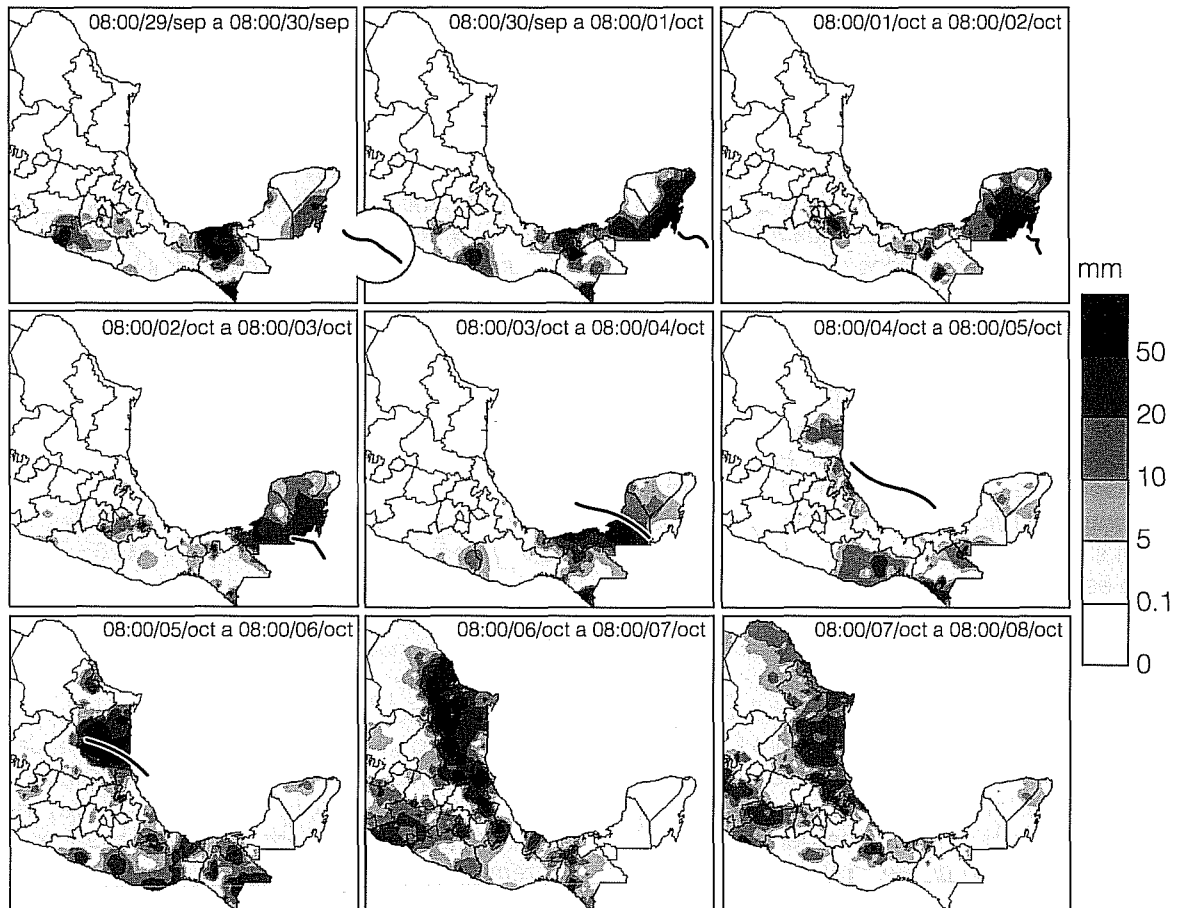 08:00/29/sep a 08:00/30/sep
08:00/30/sep a 08:00/01/oct
08:00/01/oct a 08:00/02/oct
08:00/02/oct a 08:00/03/oct
08:00/03/oct a 08:00/04/oct
08:00/04/oct a 08:00/05/oct
08:00/05/oct a 08:00/06/oct
08:00/06/oct a 08:00/07/oct
08:00/07/oct a 08:00/08/oct
mm
50
20
10
5
0.1
0